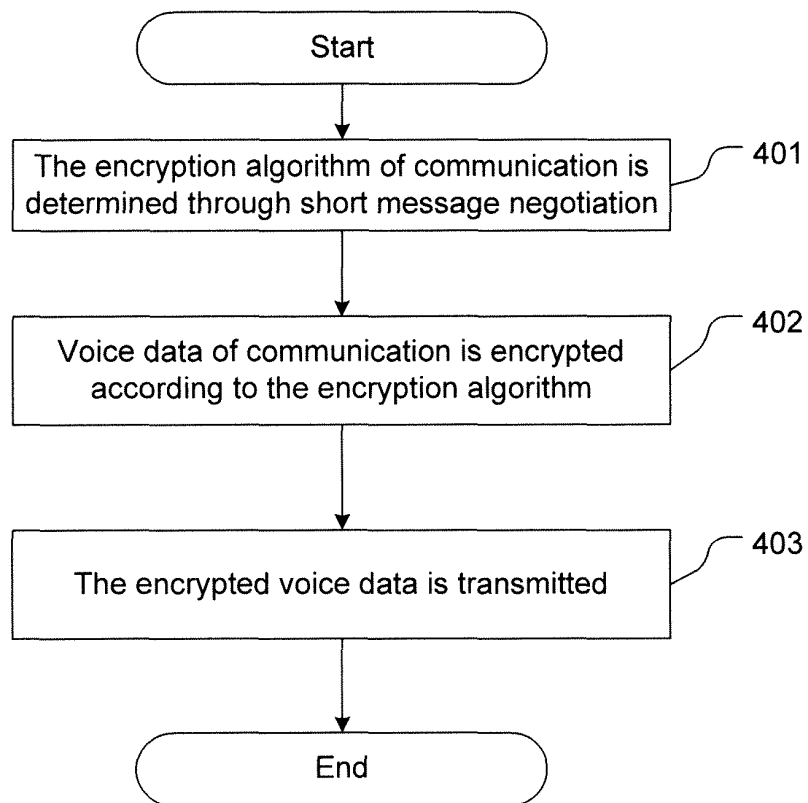 Start
The encryption algorithm of communication is
determined through short message negotiation
401
Voice data of communication is encrypted
according to the encryption algorithm
402
The encrypted voice data is transmitted
403
End